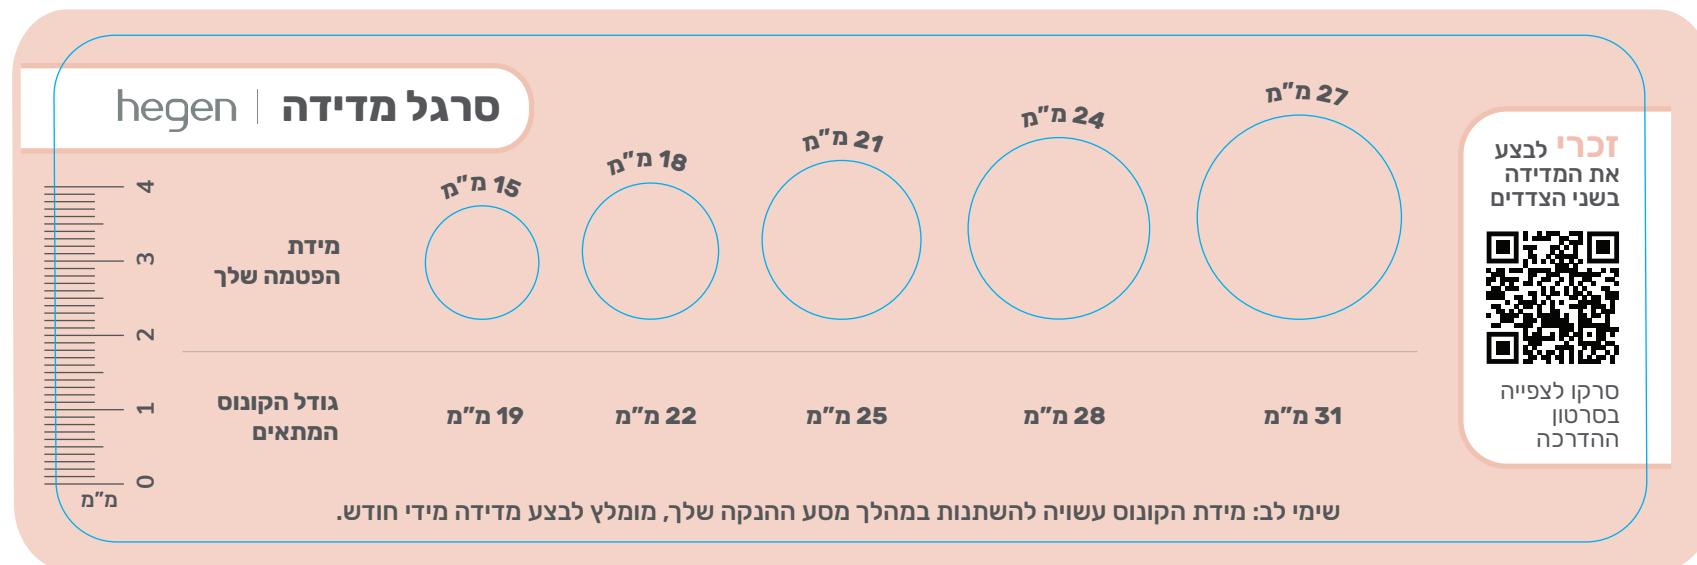 סרגל מדידה | hegen
15 מ"מ
18 מ"מ
21 מ"מ
24 מ"מ
27 מ"מ
מידת
הפטמה שלך
גודל הקונוס
המתאים
19 מ"מ
22 מ"מ
25 מ"מ
28 מ"מ
31 מ"מ
שימי לב: מידת הקונוס עשויה להשתנות במהלך מסע ההנקה שלך, מומלץ לבצע מדידה מידי חודש.
4
3
2
1
0
מ"מ
זכרי לבצע
את המדידה
בשני הצדדים
סרקו לצפייה
בסרטון
ההדרכה